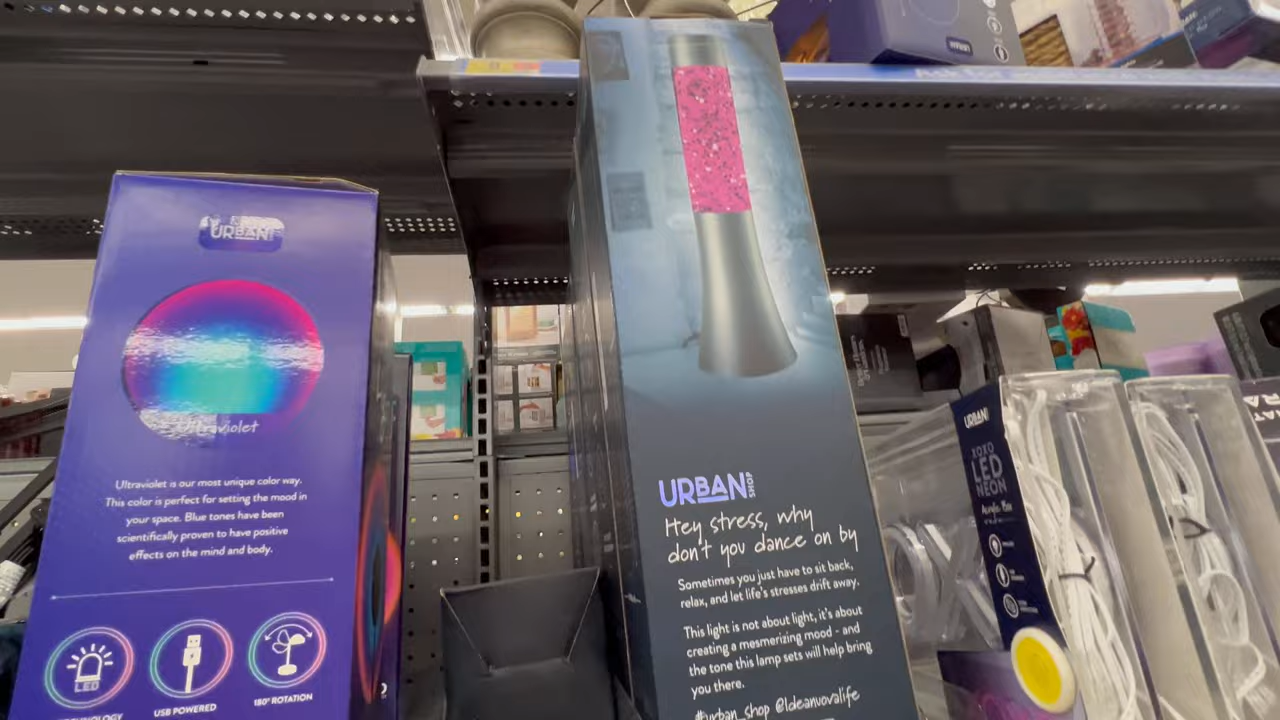 URBAN
Ultraviolet
Ultraviolet is our most unique color way.
This color is perfect for setting the mood in
your space. Blue tones have been
scientifically proven to have positive
effects on the mind and body.
LED
USB POWERED
180° ROTATION
URBAN SHOP
Hey stress, why
don't you dance on by
Sometimes you just have to sit back,
relax, and let life's stresses drift away.
This light is not about light, it's about
creating a mesmerizing mood - and
the tone this lamp sets will help bring
you there.
#urban_shop @Ideanuovalife
URBAN
XOXO
LED
NEON
Acrylic Box